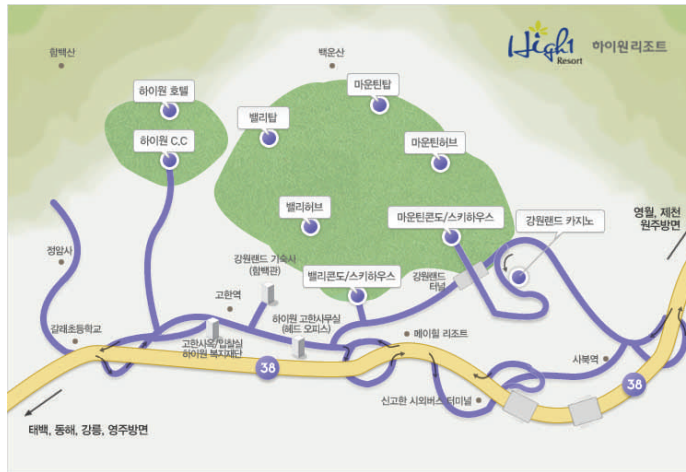 High1
Resort
하이원리조트
함백산
백운산
하이원 호텔
마운틴탑
밸리탑
하이원 C.C
마운틴허브
밸리허브
마운틴콘도/스키하우스
강원랜드 카지노
영월, 제천
원주방면
정암사
강원랜드 기숙사
(함백관)
밸리콘도/스키하우스
강원랜드
터널
고한역
하이원 고한사무실
(헤드 오피스)
갈래초등학교
고한사옥/입찰실
하이원 복지재단
메이힐 리조트
38
사북역
38
신고한 시외버스 터미널
태백, 동해, 강릉, 영주방면